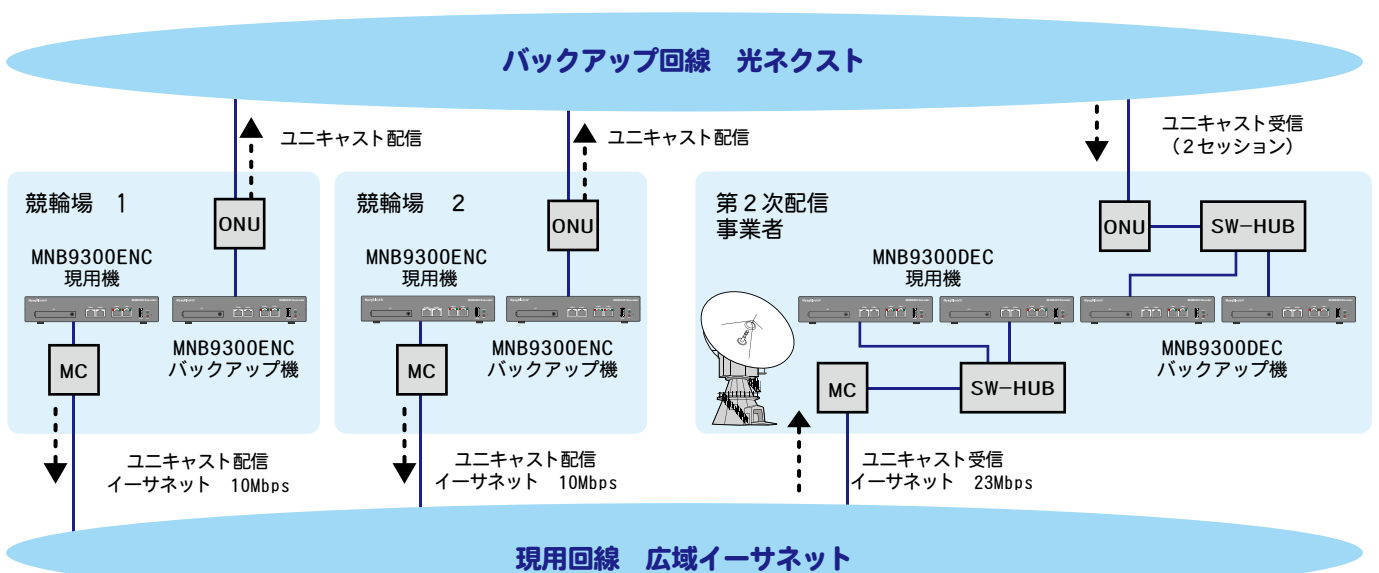 バックアップ回線　光ネクスト
ユニキャスト配信
ユニキャスト配信
ユニキャスト受信
（２セッション）
競輪場　1
ONU
MNB9300ENC
現用機
MNB9300ENC
バックアップ機
MC
競輪場　2
ONU
MNB9300ENC
現用機
MNB9300ENC
バックアップ機
MC
第２次配信
事業者
ONU
SW-HUB
MNB9300DEC
現用機
MNB9300DEC
バックアップ機
MC
SW-HUB
ユニキャスト配信
イーサネット　10Mbps
ユニキャスト配信
イーサネット　10Mbps
ユニキャスト受信
イーサネット　23Mbps
現用回線　広域イーサネット